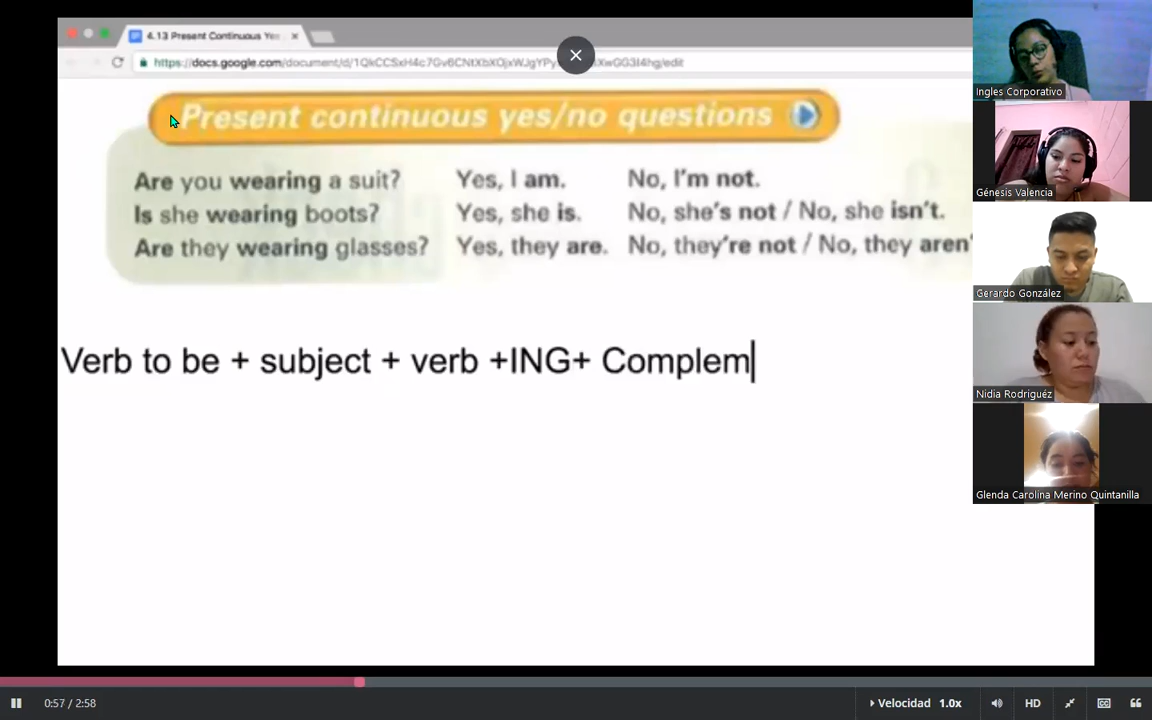 4.13 Present Continuous Yes
https://docs.google.com/document/d/
Present continuous yes/no questions
Are you wearing a suit? Yes, I am. No, I'm not.
Is she wearing boots? Yes, she is. No, she's not / No, she isn't.
Are they wearing glasses? Yes, they are. No, they're not / No, they aren'
Verb to be + subject + verb +ING+ Complem
Ingles Corporativo
Génesis Valencia
Gerardo González
Nidia Rodriguéz
Glenda Carolina Merino Quintanilla
0:57 / 2:58
Velocidad 1.0x
HD